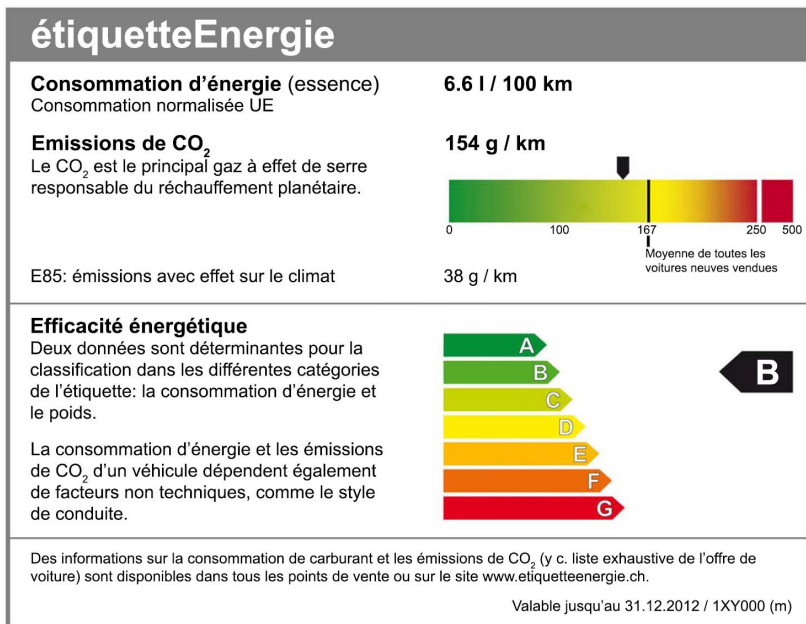 étiquetteEnergie
Consommation d’énergie (essence) 6.6 l / 100 km
Consommation normalisée UE
Emissions de CO₂ 154 g / km
Le CO₂ est le principal gaz à effet de serre
responsable du réchauffement planétaire.
0 100 167 250 500
Moyenne de toutes les
voitures neuves vendues
E85: émissions avec effet sur le climat 38 g / km
Efficacité énergétique
Deux données sont déterminantes pour la
classification dans les différentes catégories
de l’étiquette: la consommation d’énergie et
le poids.
La consommation d’énergie et les émissions
de CO₂ d’un véhicule dépendent également
de facteurs non techniques, comme le style
de conduite.
A
B
C
D
E
F
G
B
Des informations sur la consommation de carburant et les émissions de CO₂ (y c. liste exhaustive de l’offre de
voiture) sont disponibles dans tous les points de vente ou sur le site www.etiquetteenergie.ch.
Valable jusqu’au 31.12.2012 / 1XY000 (m)